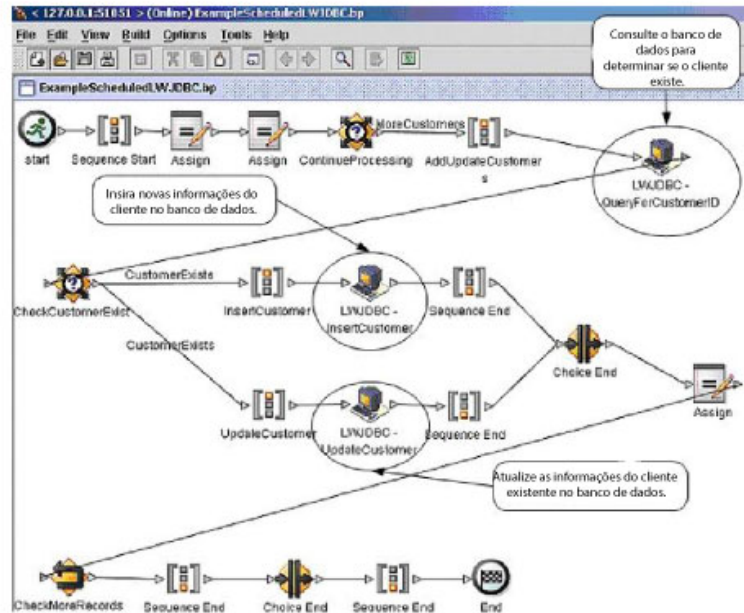 < 127.0.0.1:51051 > (Online) ExampleScheduledLWJDBC.bp
File Edit View Build Options Tools Help
Consulte o banco de
dados para
determinar se o cliente
existe.
ExampleScheduledLWJDBC.bp
start
Sequence Start
Assign
Assign
ContinueProcessing
MoreCustomers
AddUpdateCustomer
s
LWJDBC -
QueryForCustomerID
Insira novas informações do
cliente no banco de dados.
CheckCustomerExist
CustomerExists
InsertCustomer
LWJDBC -
InsertCustomer
Sequence End
CustomerExists
Choice End
Assign
UpdateCustomer
LWJDBC -
UpdateCustomer
Sequence End
Atualize as informações do cliente
existente no banco de dados.
CheckMoreRecords
Sequence End
Choice End
Sequence End
End